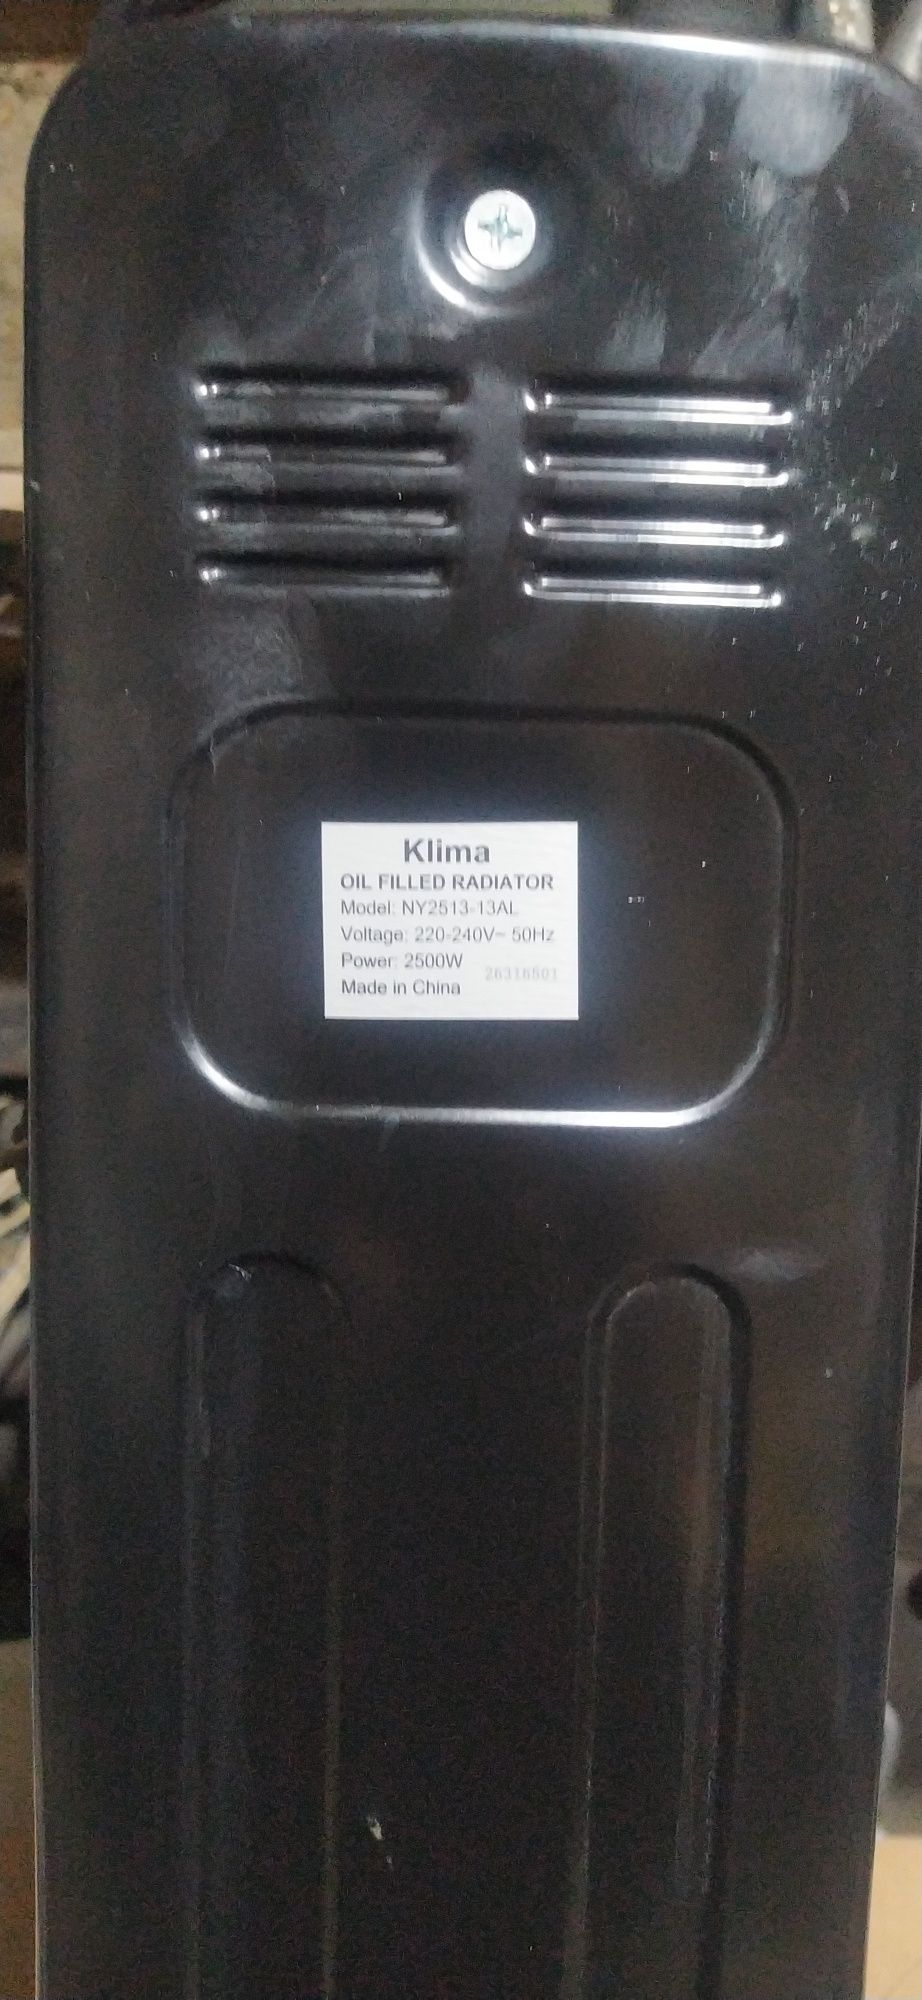 Klima
OIL FILLED RADIATOR
Model: NY2513-13AL
Voltage: 220-240V~ 50Hz
Power: 2500W
26316501
Made in China